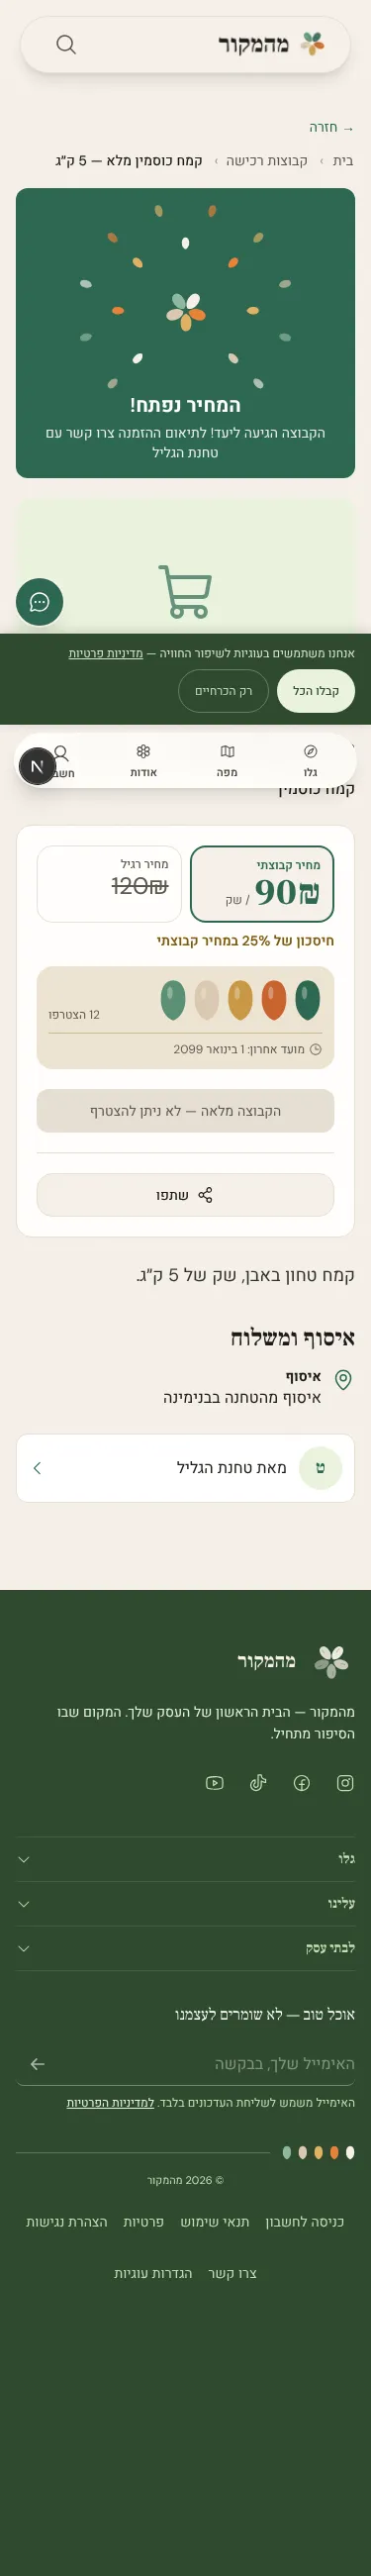 מהמקור
→ חזרה
בית › קבוצות רכישה › קמח כוסמין מלא — 5 ק״ג
המחיר נפתח!
הקבוצה הגיעה ליעד! לתיאום ההזמנה צרו קשר עם
טחנת הגליל
אנחנו משתמשים בעוגיות לשיפור החוויה — מדיניות פרטיות
קבלו הכל
רק הכרחיים
גלו
מפה
אודות
N
קמח כוסמין
מחיר קבוצתי
90₪ / שק
מחיר רגיל
120₪
חיסכון של 25% במחיר קבוצתי
12 הצטרפו
מועד אחרון: 1 בינואר 2099
הקבוצה מלאה — לא ניתן להצטרף
שתפו
קמח טחון באבן, שק של 5 ק״ג.
איסוף ומשלוח
איסוף
איסוף מהטחנה בבנימינה
ט
מאת טחנת הגליל
מהמקור
מהמקור — הבית הראשון של העסק שלך. המקום שבו
הסיפור מתחיל.
גלו
עלינו
לבתי עסק
אוכל טוב — לא שומרים לעצמנו
האימייל שלך, בבקשה
האימייל משמש לשליחת העדכונים בלבד. למדיניות הפרטיות
© 2026 מהמקור
כניסה לחשבון תנאי שימוש פרטיות הצהרת נגישות
צרו קשר הגדרות עוגיות